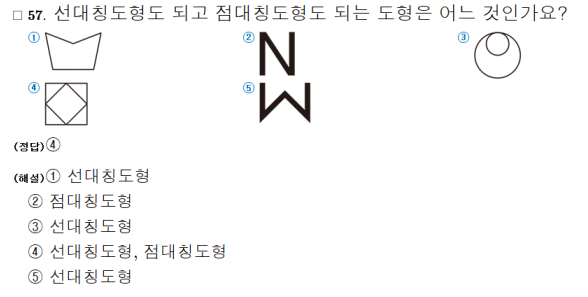 □ 57. 선대칭도형도 되고 점대칭도형도 되는 도형은 어느 것인가요?
① ② N ③
④ ⑤ W
(정답)④
(해설)① 선대칭도형
② 점대칭도형
③ 선대칭도형
④ 선대칭도형, 점대칭도형
⑤ 선대칭도형